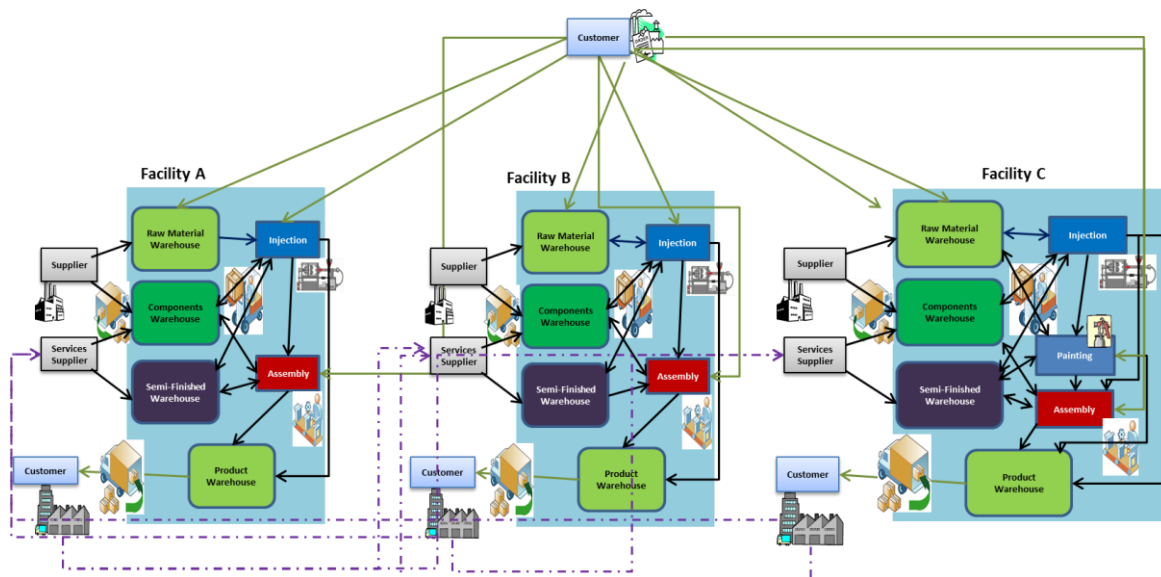 Customer
ORDER
Facility A
Raw Material
Warehouse
Injection
Supplier
Components
Warehouse
Services
Supplier
Semi-Finished
Warehouse
Assembly
Customer
Product
Warehouse
Facility B
Raw Material
Warehouse
Injection
Supplier
Components
Warehouse
Services
Supplier
Semi-Finished
Warehouse
Assembly
Customer
Product
Warehouse
Facility C
Raw Material
Warehouse
Injection
Supplier
Components
Warehouse
Services
Supplier
Painting
Semi-Finished
Warehouse
Assembly
Customer
Product
Warehouse